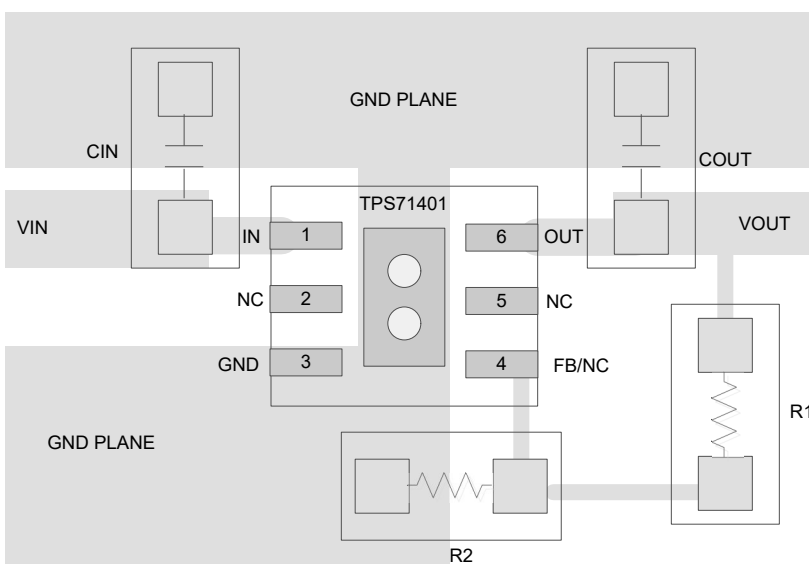 GND PLANE
CIN
COUT
TPS71401
VIN
IN
1
6
OUT
VOUT
NC
2
5
NC
GND
3
4
FB/NC
R1
GND PLANE
R2